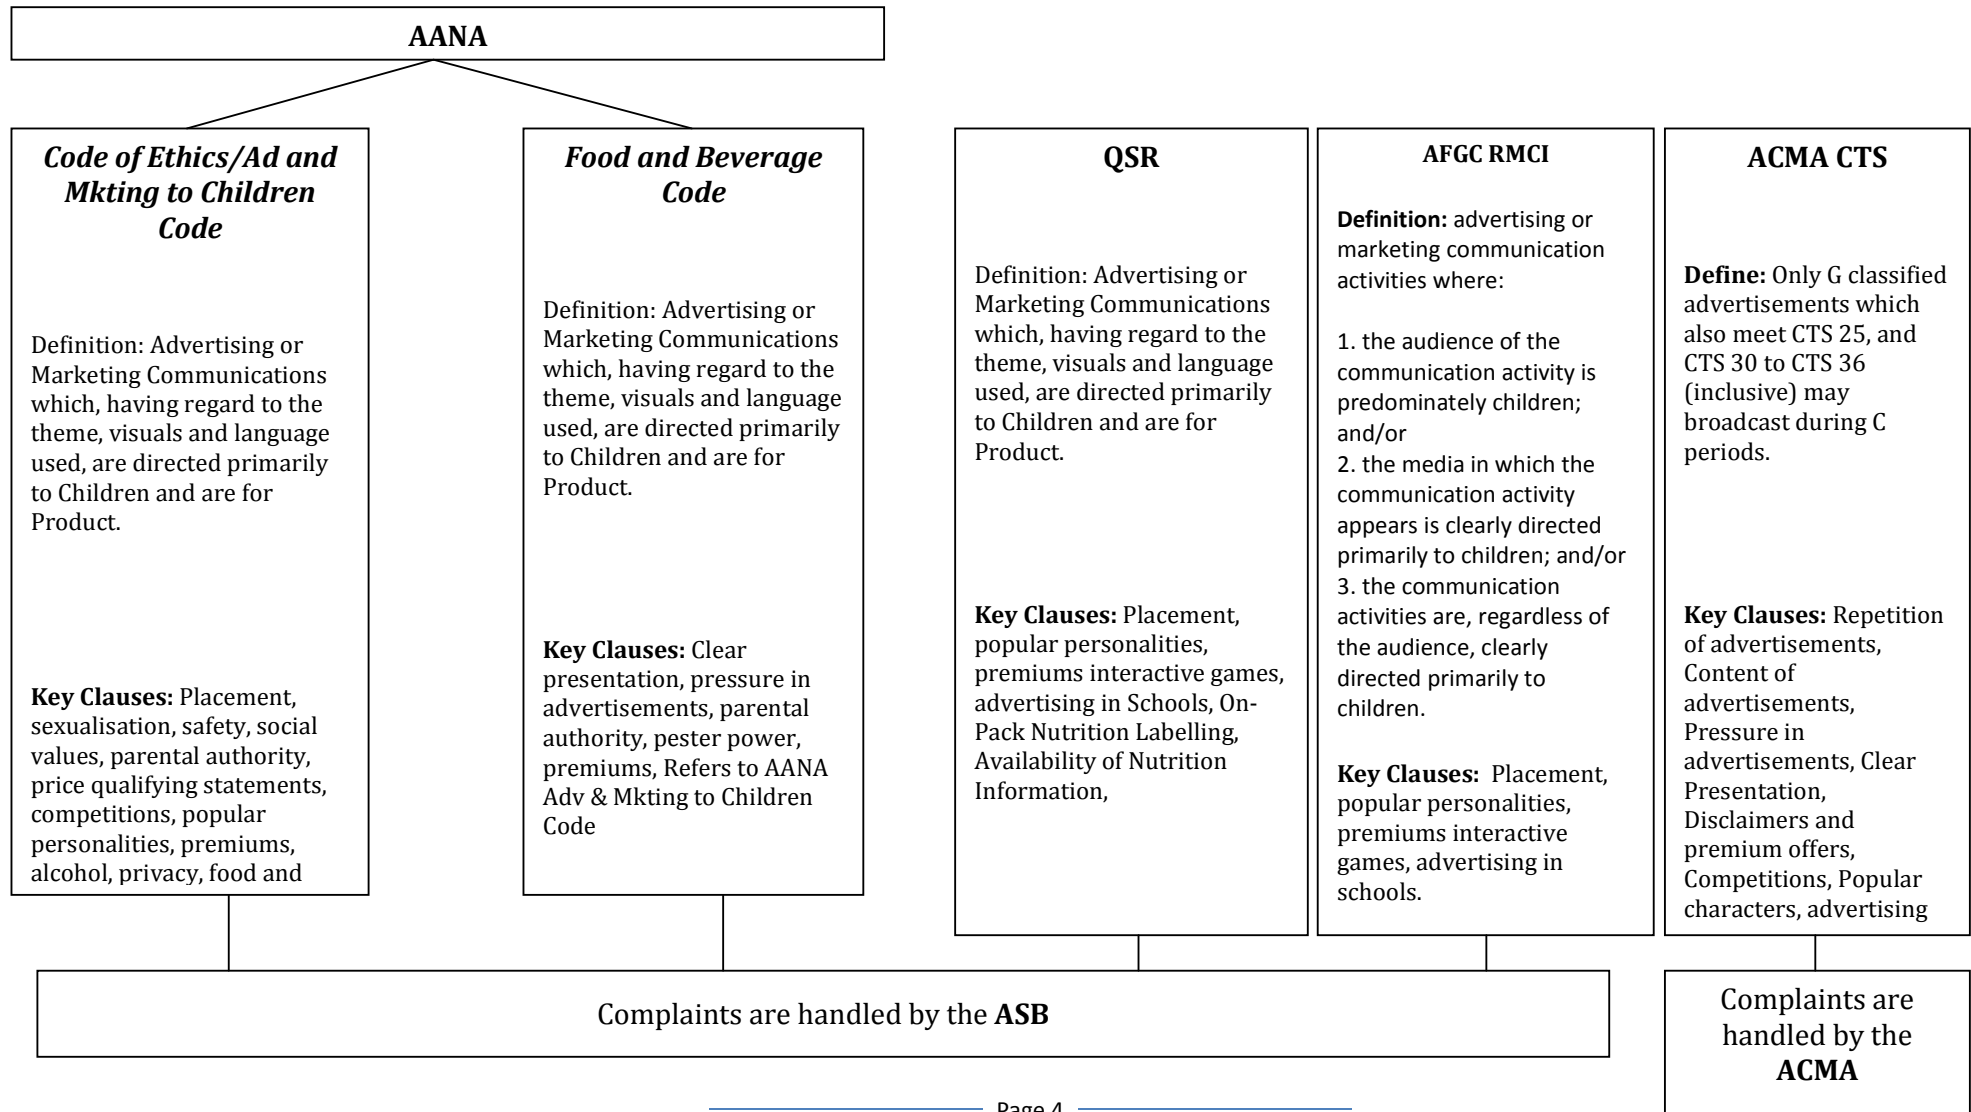 AANA
Code of Ethics/Ad and
Mkting to Children
Code
Definition: Advertising or
Marketing Communications
which, having regard to the
theme, visuals and language
used, are directed primarily
to Children and are for
Product.
Key Clauses: Placement,
sexualisation, safety, social
values, parental authority,
price qualifying statements,
competitions, popular
personalities, premiums,
alcohol, privacy, food and
Food and Beverage
Code
Definition: Advertising or
Marketing Communications
which, having regard to the
theme, visuals and language
used, are directed primarily
to Children and are for
Product.
Key Clauses: Clear
presentation, pressure in
advertisements, parental
authority, pester power,
premiums, Refers to AANA
Adv & Mkting to Children
Code
QSR
Definition: Advertising or
Marketing Communications
which, having regard to the
theme, visuals and language
used, are directed primarily
to Children and are for
Product.
Key Clauses: Placement,
popular personalities,
premiums interactive games,
advertising in Schools, On-
Pack Nutrition Labelling,
Availability of Nutrition
Information,
AFGC RMCI
Definition: advertising or
marketing communication
activities where:
1. the audience of the
communication activity is
predominately children;
and/or
2. the media in which the
communication activity
appears is clearly directed
primarily to children; and/or
3. the communication
activities are, regardless of
the audience, clearly
directed primarily to
children.
Key Clauses: Placement,
popular personalities,
premiums interactive
games, advertising in
schools.
ACMA CTS
Define: Only G classified
advertisements which
also meet CTS 25, and
CTS 30 to CTS 36
(inclusive) may
broadcast during C
periods.
Key Clauses: Repetition
of advertisements,
Content of
advertisements,
Pressure in
advertisements, Clear
Presentation,
Disclaimers and
premium offers,
Competitions, Popular
characters, advertising
Complaints are handled by the ASB
Complaints are
handled by the
ACMA
Page 4